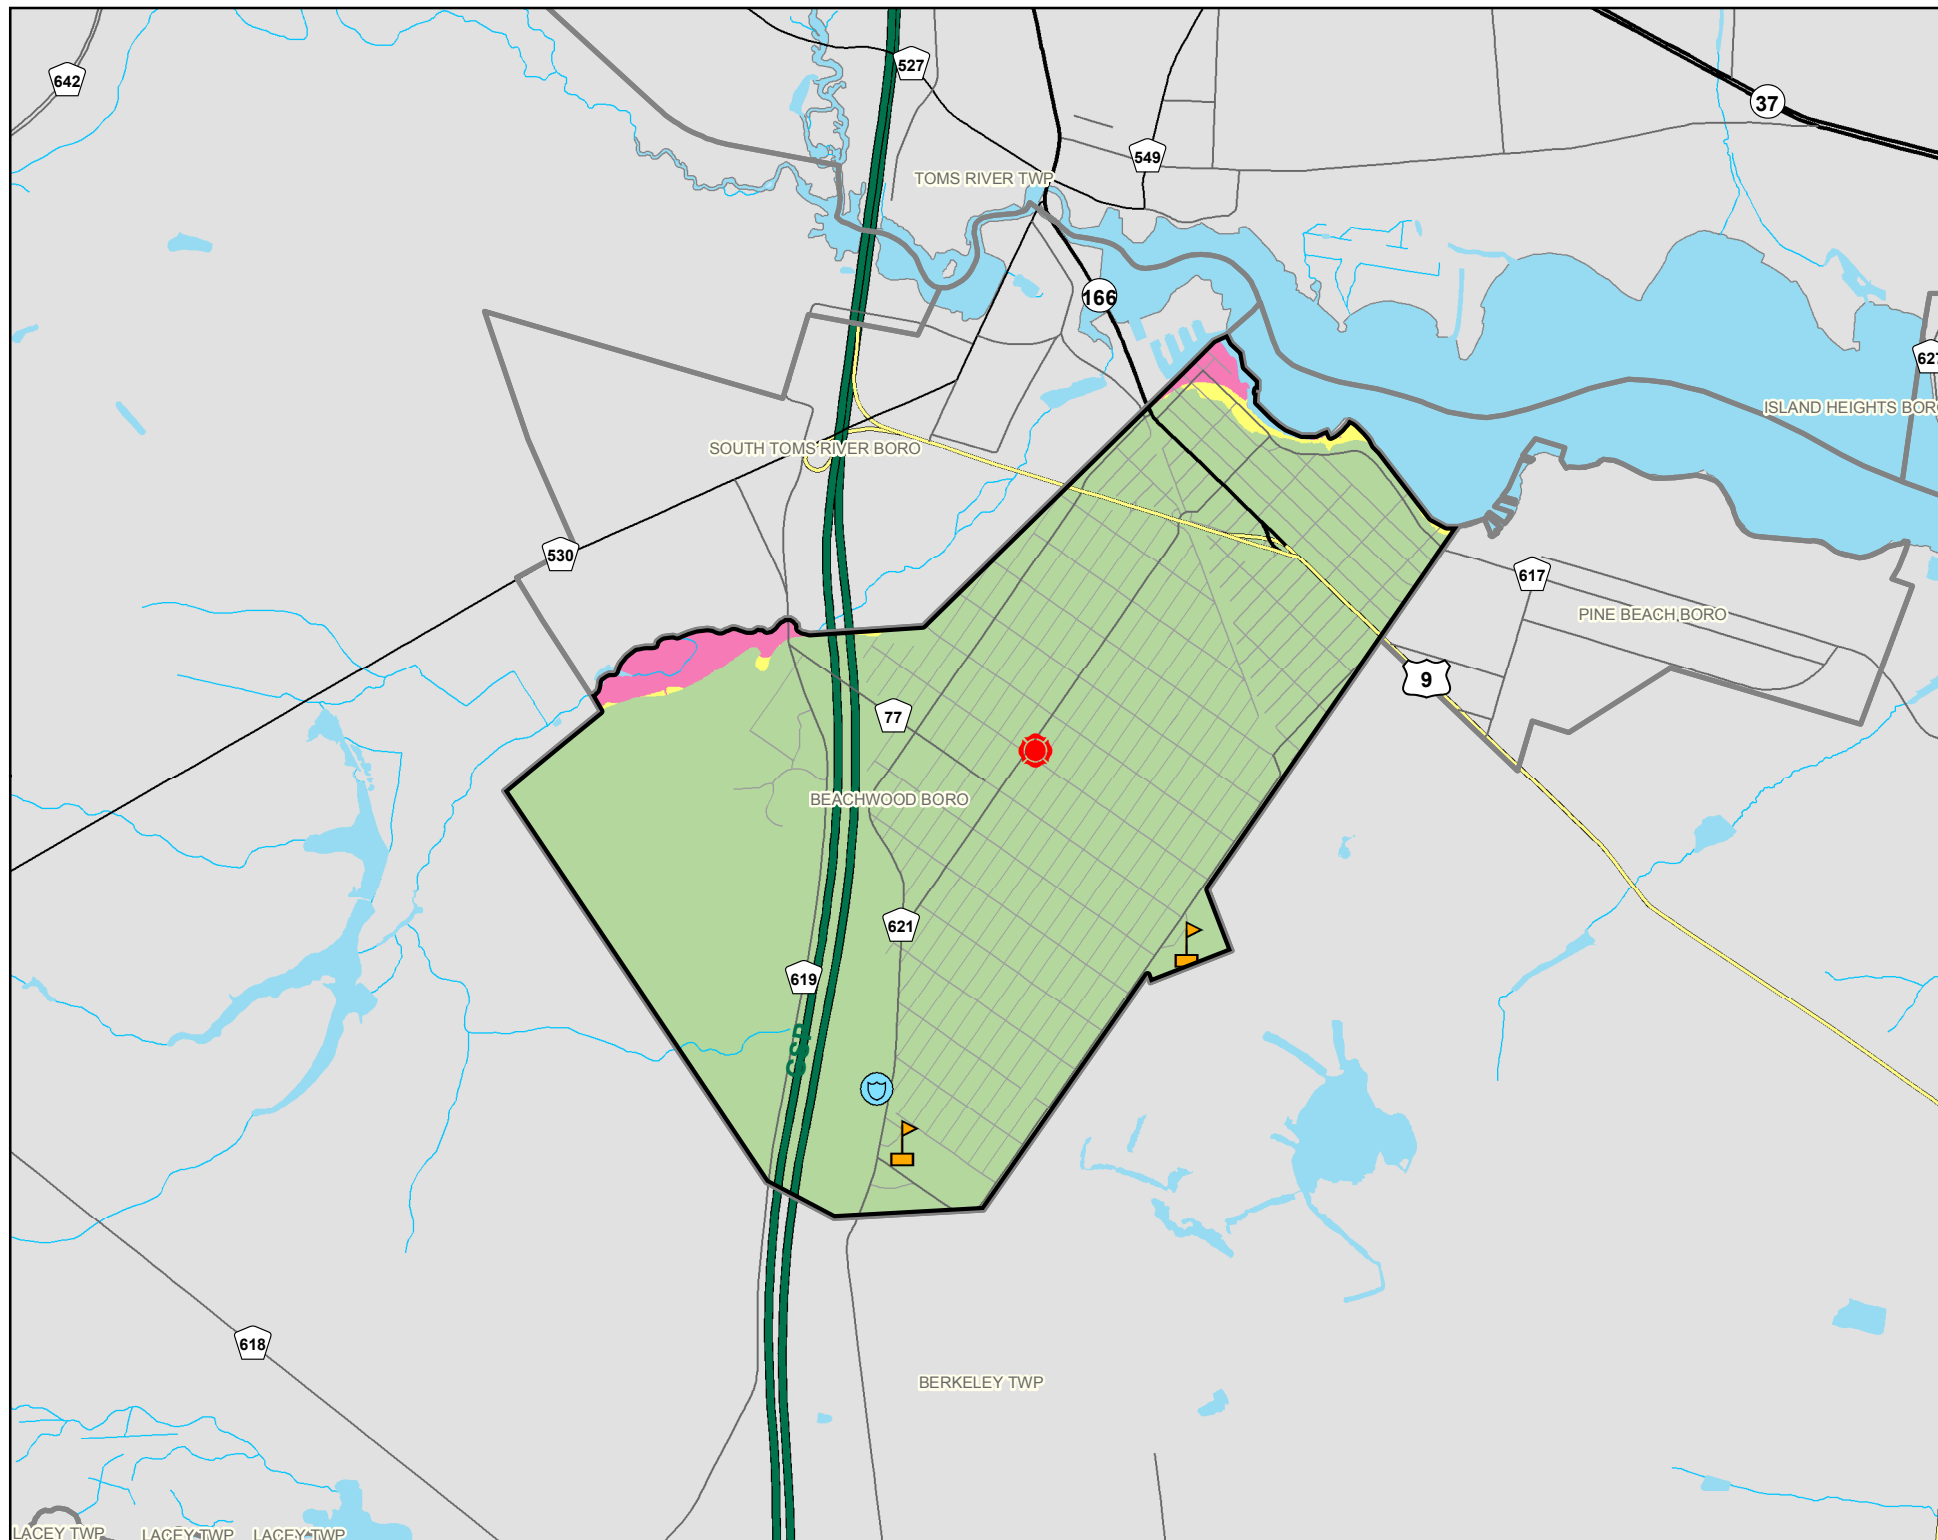 527
642
37
549
TOMS RIVER TWP
166
627
ISLAND HEIGHTS BORO
SOUTH TOMS RIVER BORO
530
617
PINE BEACH BORO
9
77
BEACHWOOD BORO
621
619
GSP
618
BERKELEY TWP
LACEY TWP
LACEY TWP
LACEY TWP